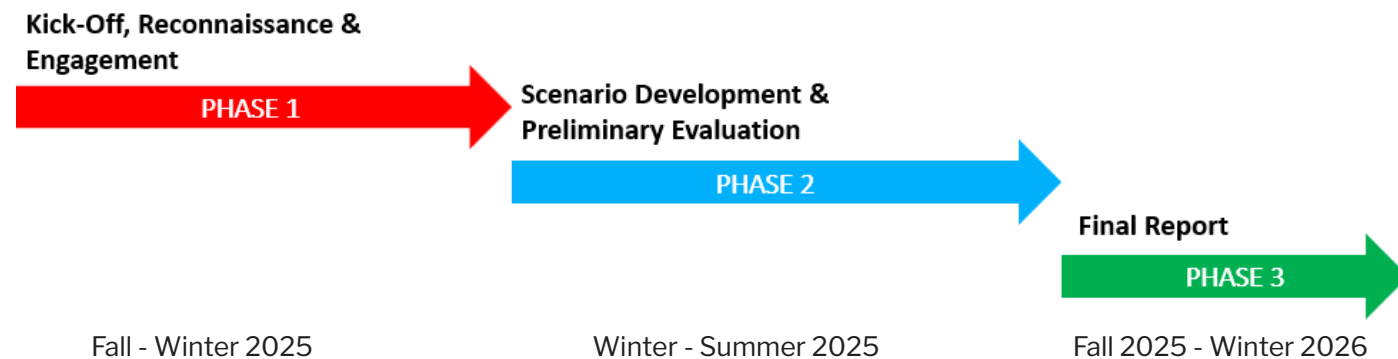 Kick-Off, Reconnaissance &
Engagement
PHASE 1
Scenario Development &
Preliminary Evaluation
PHASE 2
Final Report
PHASE 3
Fall - Winter 2025
Winter - Summer 2025
Fall 2025 - Winter 2026